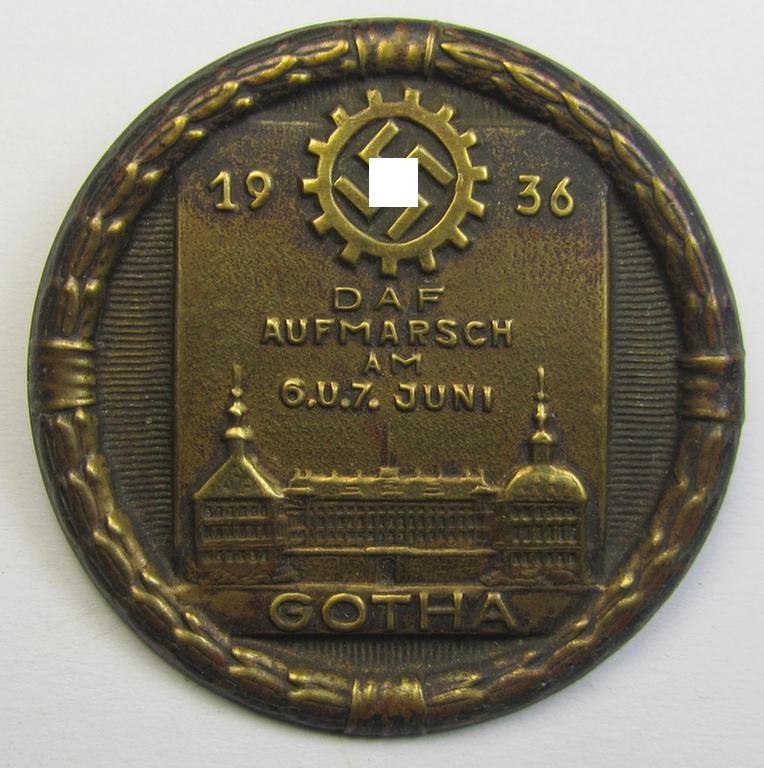 19 36
DAF
AUFMARSCH
AM
6.U.7. JUNI
GOTHA